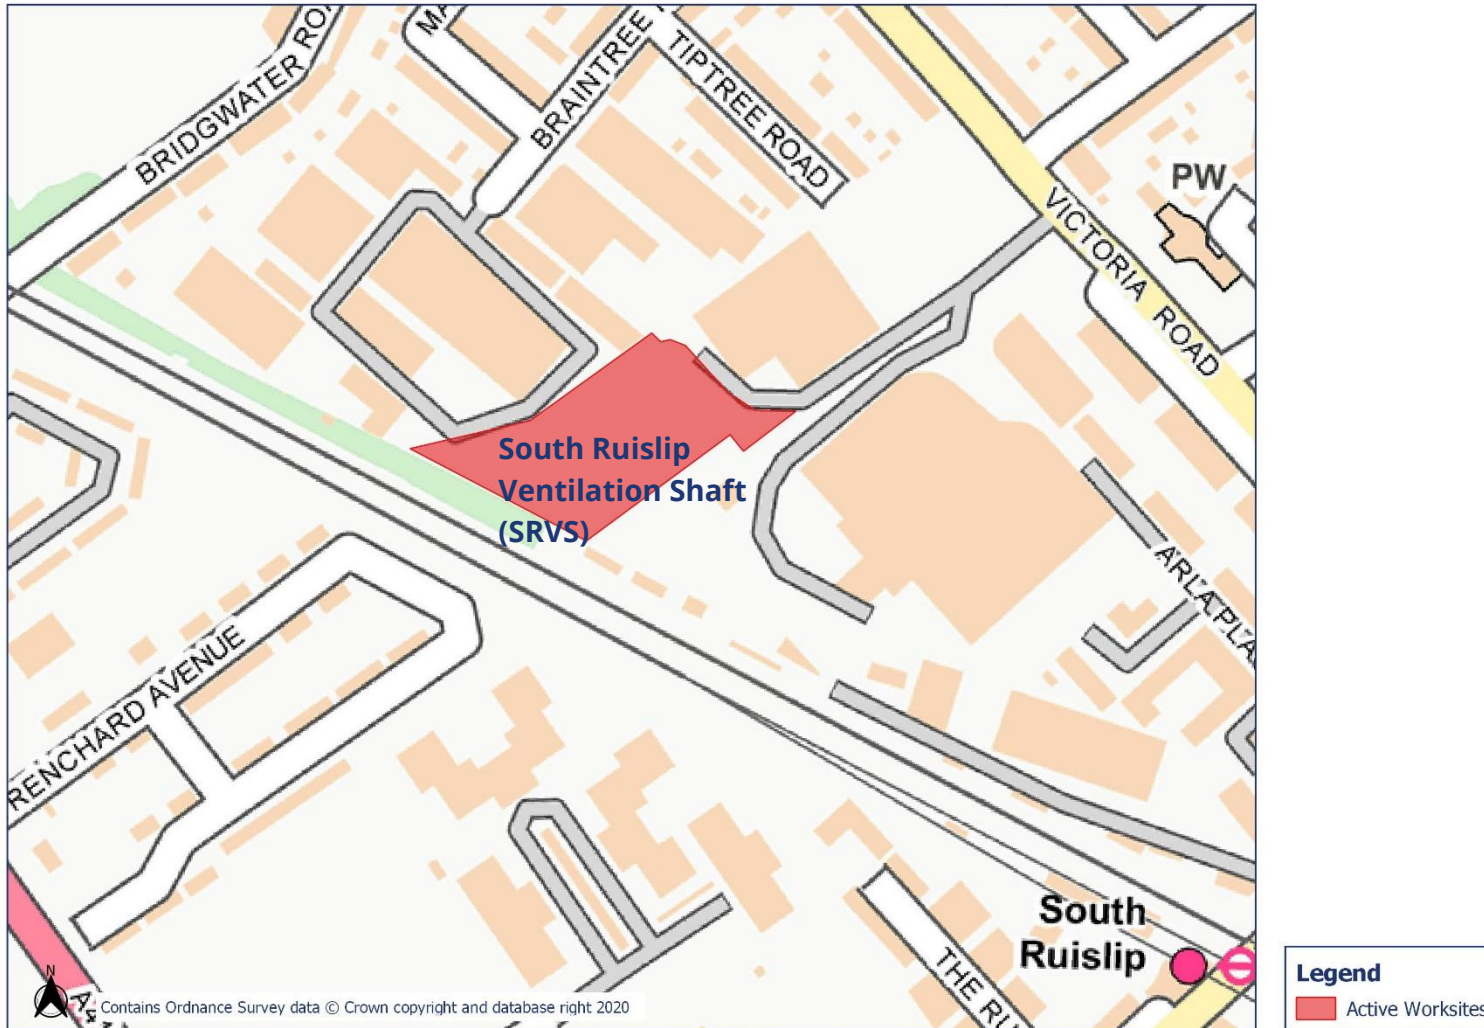 BRIDGWATER RO
MA
BRAINTREE
TIPTREE ROAD
PW
VICTORIA ROAD
South Ruislip
Ventilation Shaft
(SRVS)
ARLA PLA
RENCHARD AVENUE
South
Ruislip
THE RU
N
Contains Ordnance Survey data © Crown copyright and database right 2020
Legend
Active Worksites